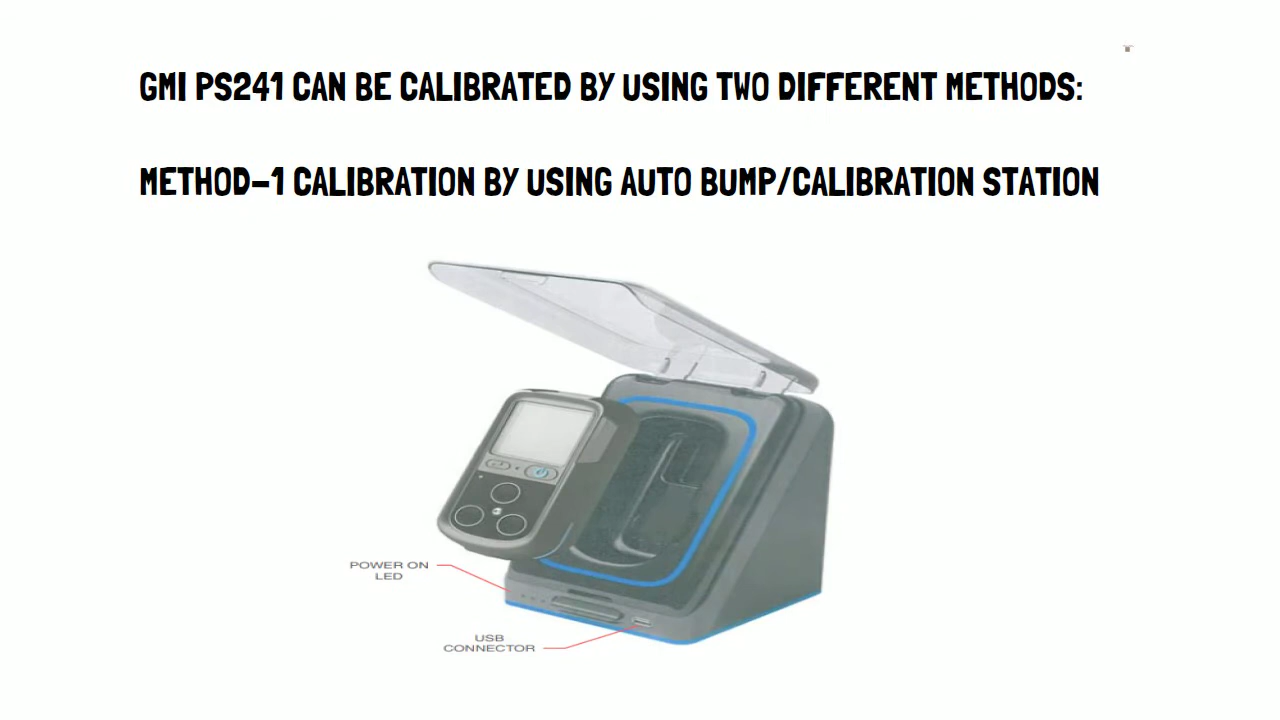 GMI PS241 CAN BE CALIBRATED BY USING TWO DIFFERENT METHODS:
METHOD-1 CALIBRATION BY USING AUTO BUMP/CALIBRATION STATION
POWER ON
LED
USB
CONNECTOR